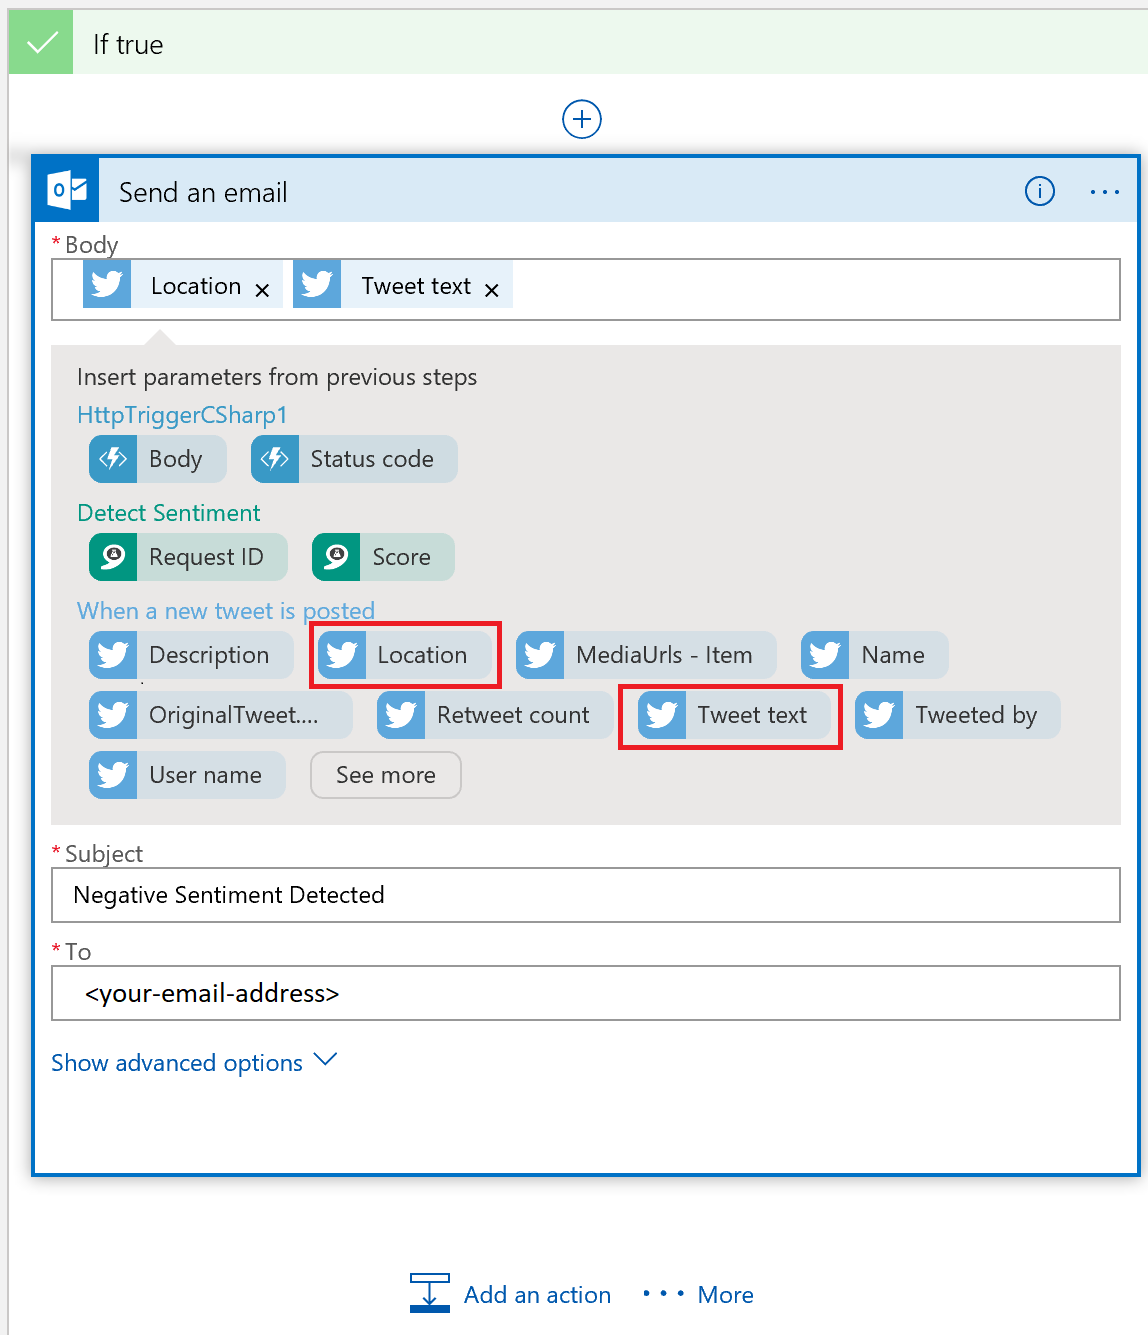 If true
Send an email
* Body
Location × Tweet text ×
Insert parameters from previous steps
HttpTriggerCSharp1
Body Status code
Detect Sentiment
Request ID Score
When a new tweet is posted
Description Location MediaUrls - Item Name
OriginalTweet.... Retweet count Tweet text Tweeted by
User name See more
* Subject
Negative Sentiment Detected
* To
<your-email-address>
Show advanced options
Add an action ... More